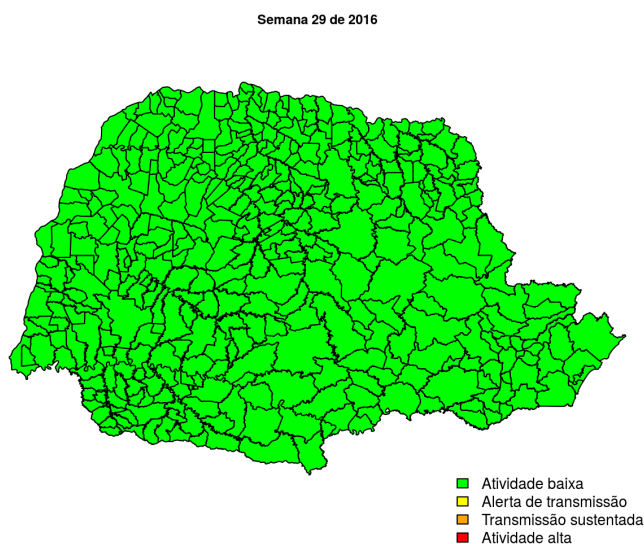 Semana 29 de 2016
Atividade baixa
Alerta de transmissão
Transmissão sustentada
Atividade alta